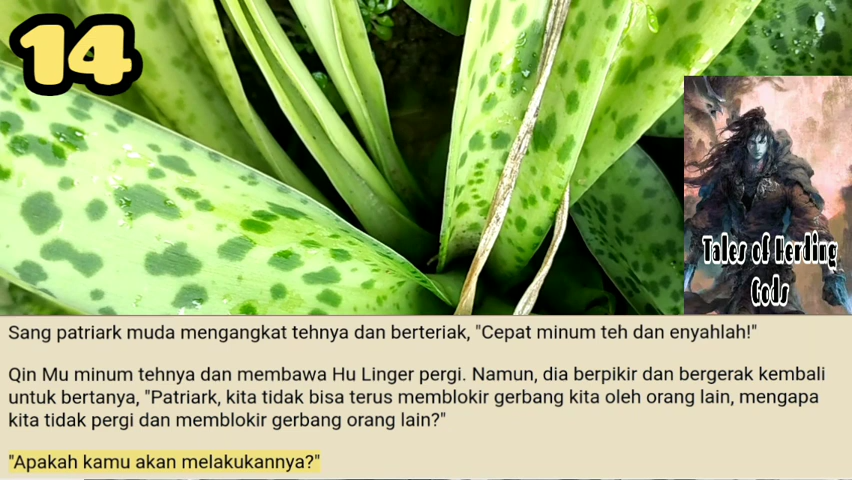 14
Tales of Herding
Gods
Sang patriark muda mengangkat tehnya dan berteriak, "Cepat minum teh dan enyahlah!"
Qin Mu minum tehnya dan membawa Hu Linger pergi. Namun, dia berpikir dan bergerak kembali
untuk bertanya, "Patriark, kita tidak bisa terus memblokir gerbang kita oleh orang lain, mengapa
kita tidak pergi dan memblokir gerbang orang lain?"
"Apakah kamu akan melakukannya?"